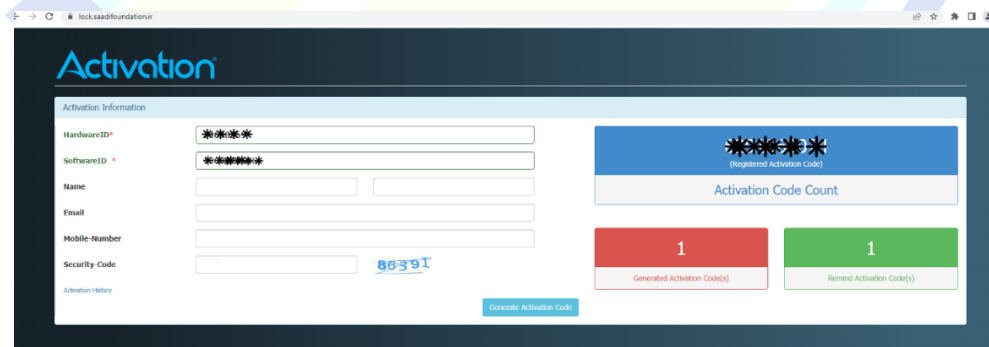 lock.saadifoundation.ir
Activation
Activation Information
HardwareID*
SoftwareID *
Name
Email
Mobile-Number
Security-Code
86391
Activation History
Generate Activation Code
(Registered Activation Code)
Activation Code Count
1
Generated Activation Code(s)
1
Remind Activation Code(s)